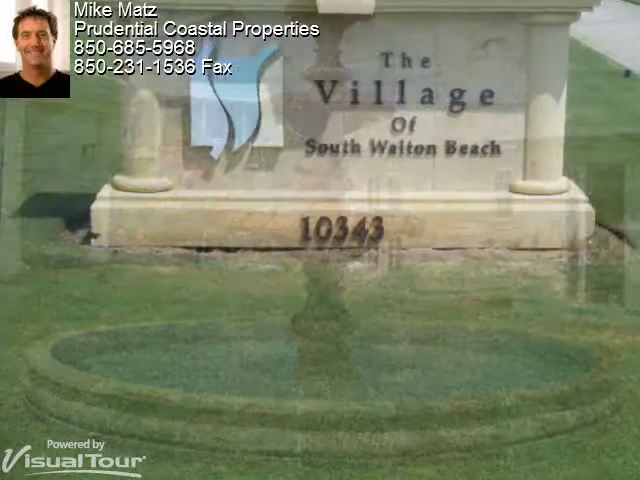 Mike Matz
Prudential Coastal Properties
850-685-5968
850-231-1536 Fax
The
Village
Of
South Walton Beach
10343
Powered by
VISUALTOUR